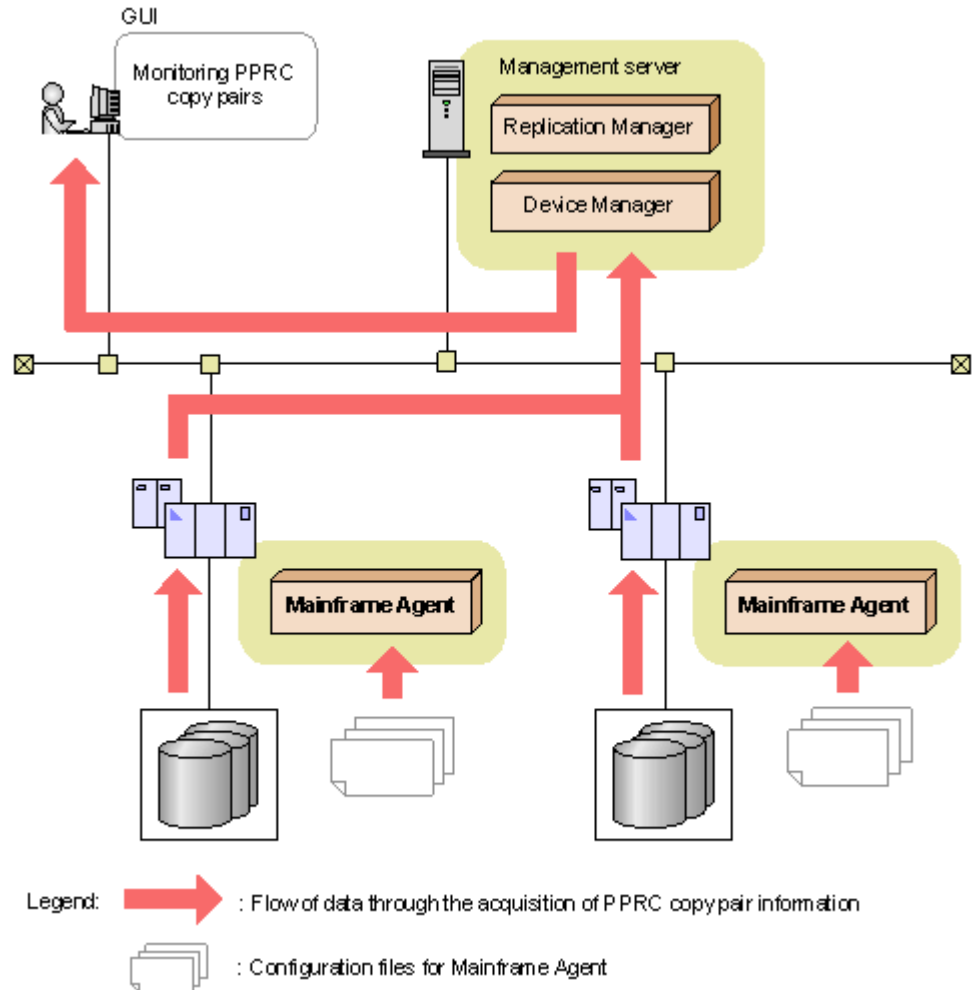 GUI
Monitoring PPRC
copy pairs
Management server
Replication Manager
Device Manager
Mainframe Agent
Mainframe Agent
Legend:
: Flow of data through the acquisition of PPRC copy pair information
: Configuration files for Mainframe Agent